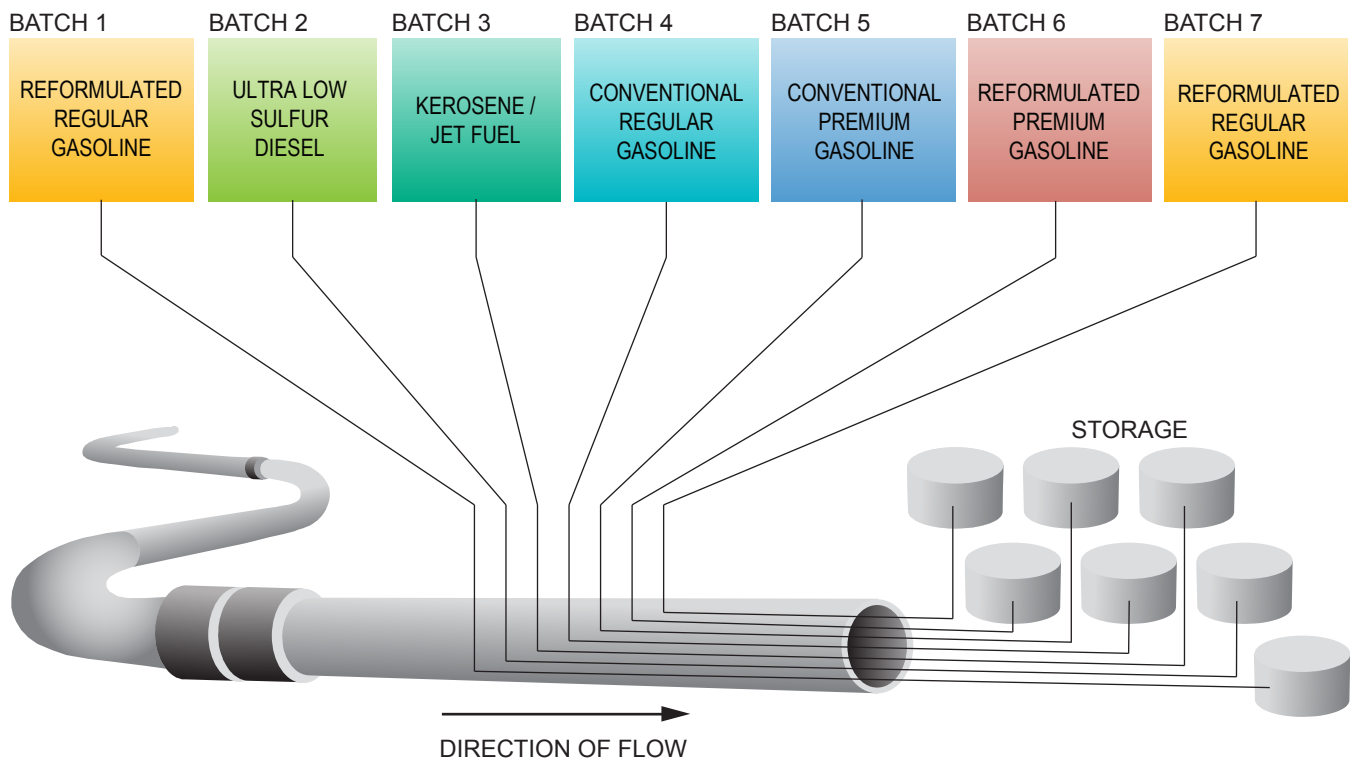 BATCH 1
BATCH 2
BATCH 3
BATCH 4
BATCH 5
BATCH 6
BATCH 7
REFORMULATED
REGULAR
GASOLINE
ULTRA LOW
SULFUR
DIESEL
KEROSENE /
JET FUEL
CONVENTIONAL
REGULAR
GASOLINE
CONVENTIONAL
PREMIUM
GASOLINE
REFORMULATED
PREMIUM
GASOLINE
REFORMULATED
REGULAR
GASOLINE
STORAGE
DIRECTION OF FLOW